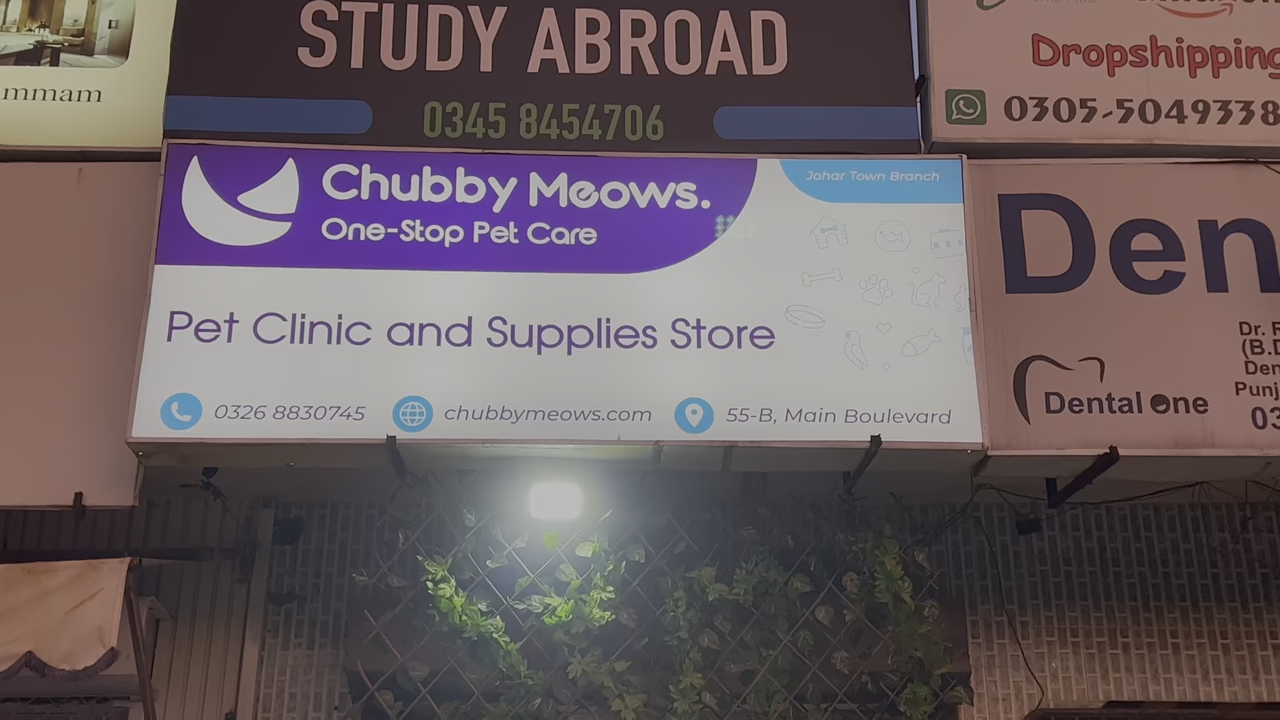 mmam
STUDY ABROAD
0345 8454706
Dropshipping
0305-5049338
Chubby Meows.
One-Stop Pet Care
Johar Town Branch
Pet Clinic and Supplies Store
0326 8830745
chubbymeows.com
55-B, Main Boulevard
Den
Dental One
Dr. R
(B.D
Den
Punj
03